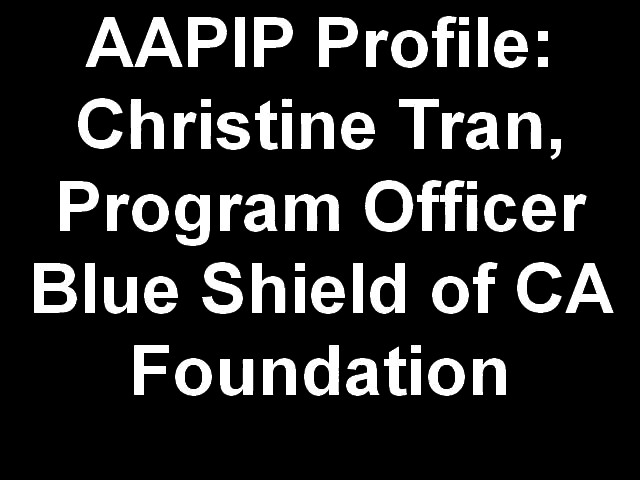 AAPIP Profile:
Christine Tran,
Program Officer
Blue Shield of CA
Foundation